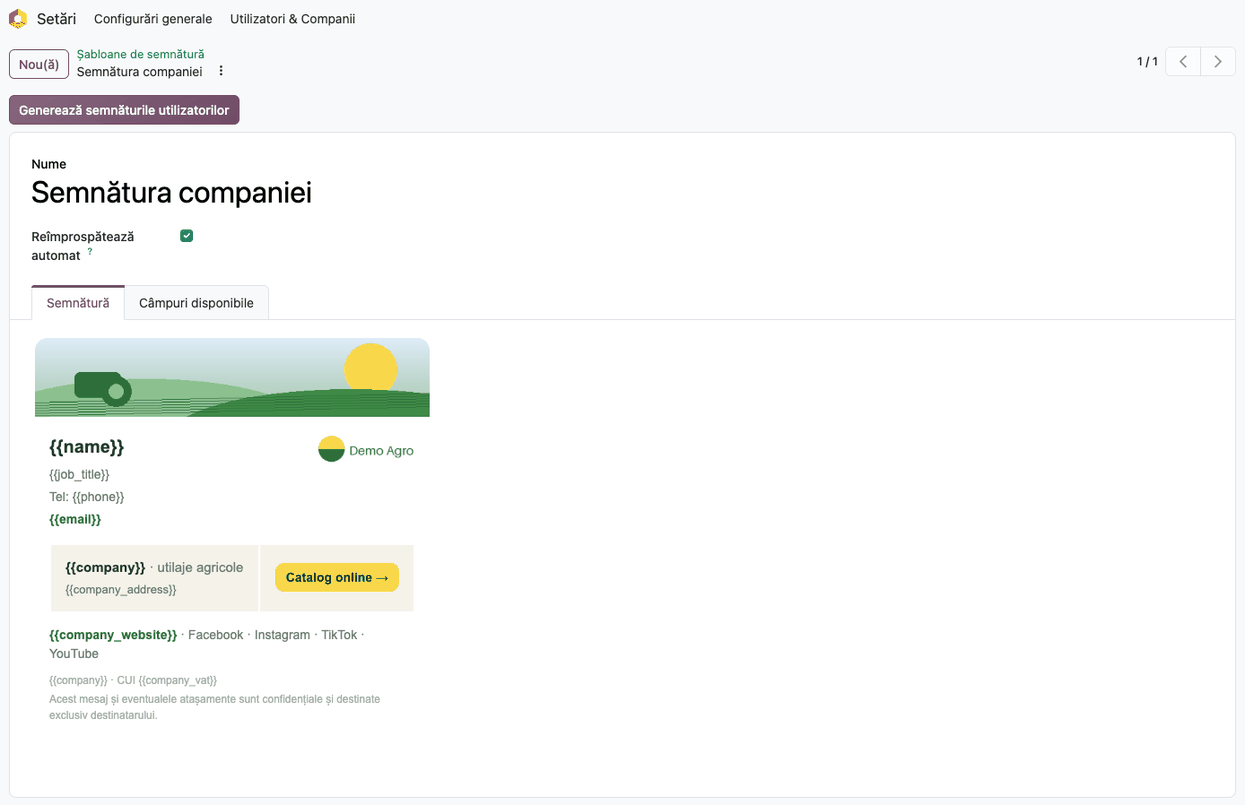 Setări Configurări generale Utilizatori & Companii
Nou(ă)
Șabloane de semnătură
Semnătura companiei
1 / 1
Generează semnăturile utilizatorilor
Nume
Semnătura companiei
Reîmprospătează
automat ?
Semnătură Câmpuri disponibile
{{name}}
Demo Agro
{{job_title}}
Tel: {{phone}}
{{email}}
{{company}} · utilaje agricole
{{company_address}}
Catalog online →
{{company_website}} · Facebook · Instagram · TikTok ·
YouTube
{{company}} · CUI {{company_vat}}
Acest mesaj și eventualele atașamente sunt confidențiale și destinate
exclusiv destinatarului.